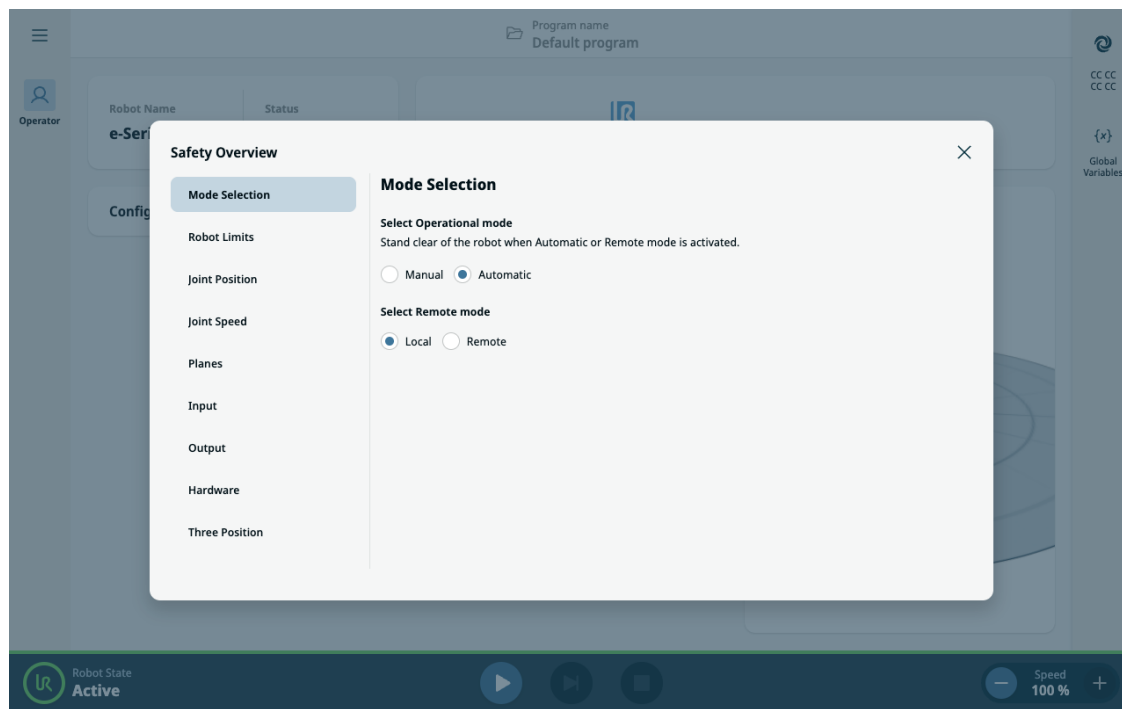 Program name
Default program
Operator
Robot Name
Status
e-Seri
Config
CC CC
CC CC
{x}
Global
Variables
Safety Overview
Mode Selection
Robot Limits
Joint Position
Joint Speed
Planes
Input
Output
Hardware
Three Position
Mode Selection
Select Operational mode
Stand clear of the robot when Automatic or Remote mode is activated.
Manual
Automatic
Select Remote mode
Local
Remote
Robot State
Active
Speed
100 %